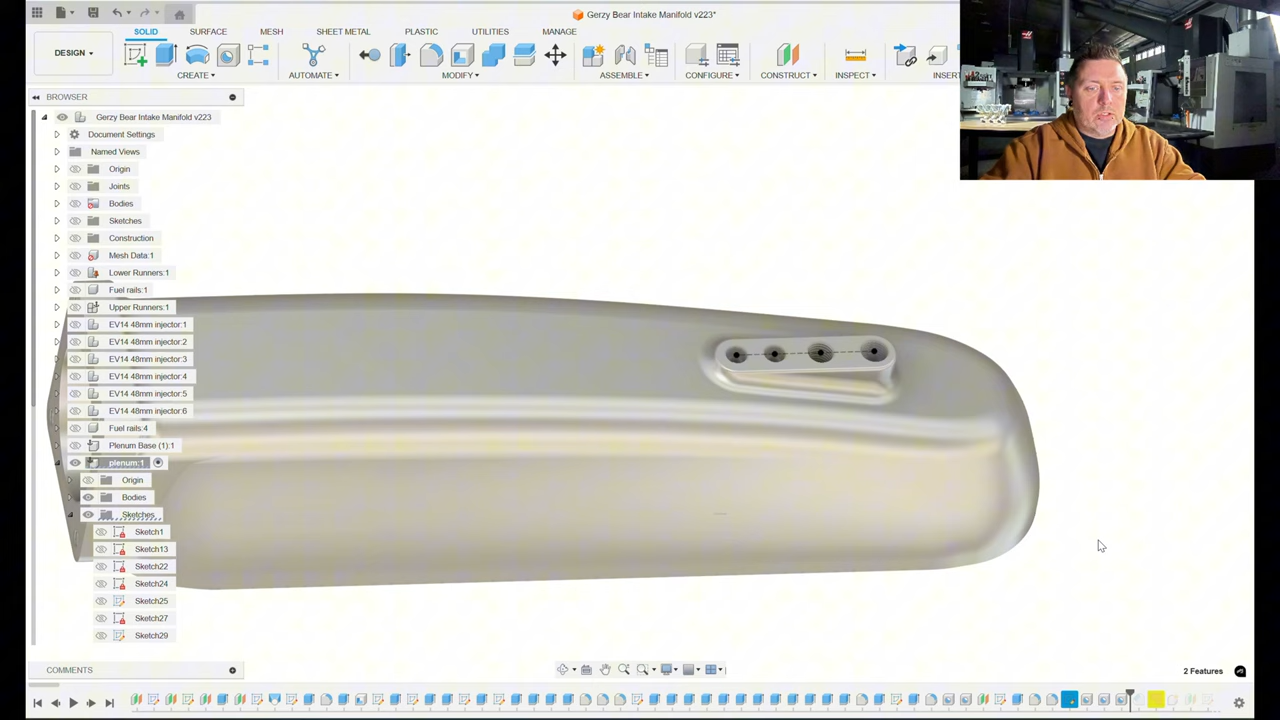 Gerzy Bear Intake Manifold v223*
SOLID SURFACE MESH SHEET METAL PLASTIC UTILITIES MANAGE
DESIGN
CREATE AUTOMATE MODIFY ASSEMBLE CONFIGURE CONSTRUCT INSPECT INSERT
BROWSER
Gerzy Bear Intake Manifold v223
Document Settings
Named Views
Origin
Joints
Bodies
Sketches
Construction
Mesh Data:1
Lower Runners:1
Fuel rails:1
Upper Runners:1
EV14 48mm injector:1
EV14 48mm injector:2
EV14 48mm injector:3
EV14 48mm injector:4
EV14 48mm injector:5
EV14 48mm injector:6
Fuel rails:4
Plenum Base (1):1
plenum:1
Origin
Bodies
Sketches
Sketch1
Sketch13
Sketch22
Sketch24
Sketch25
Sketch27
Sketch29
COMMENTS
2 Features